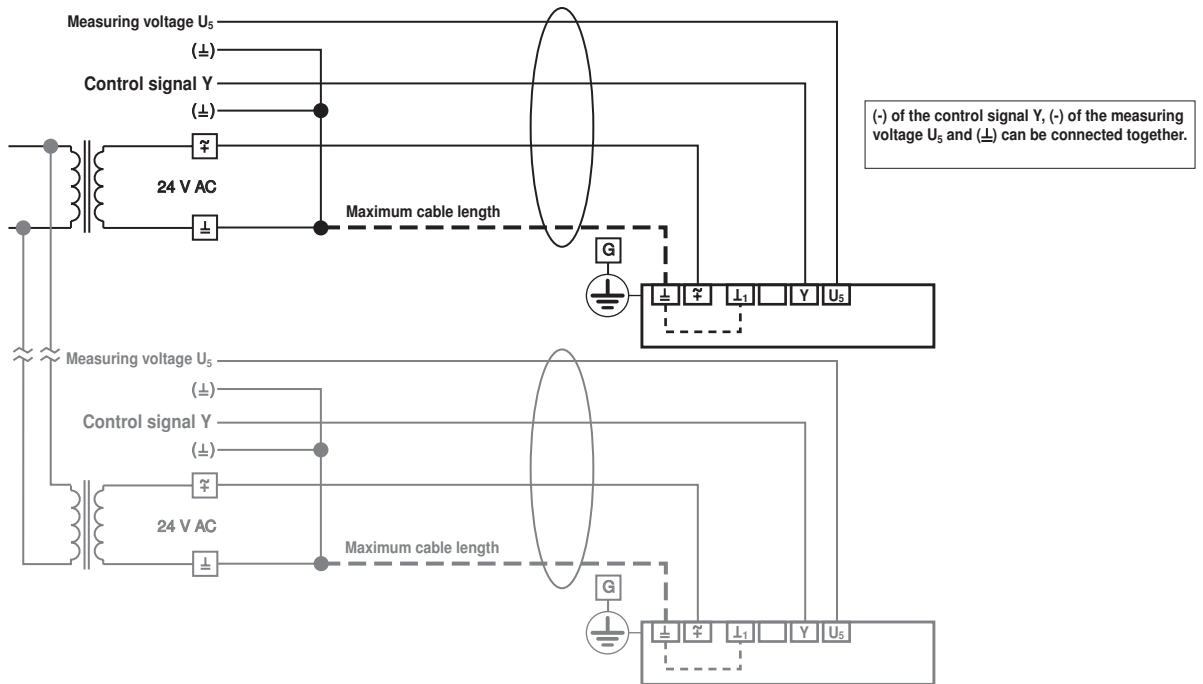 Measuring voltage U₅
(⏊)
Control signal Y
(⏊)
~+
24 V AC
⏊
Maximum cable length
G
⏊ ~+ ⏊₁ Y U₅
(-) of the control signal Y, (-) of the measuring
voltage U₅ and (⏊) can be connected together.
Measuring voltage U₅
(⏊)
Control signal Y
(⏊)
~+
24 V AC
⏊
Maximum cable length
G
⏊ ~+ ⏊₁ Y U₅